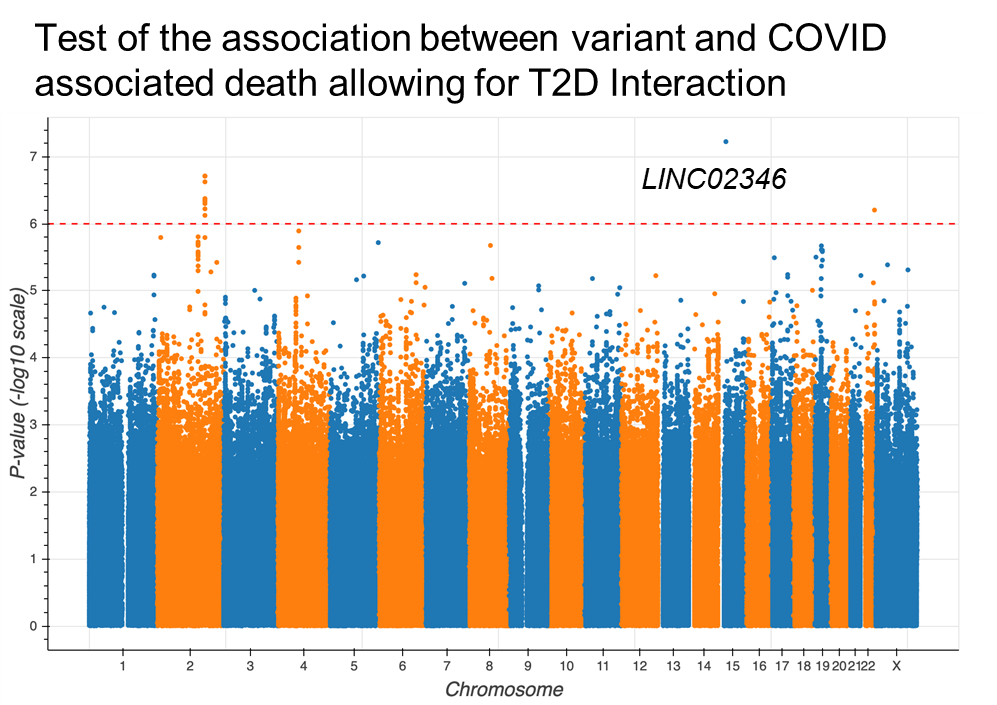 Test of the association between variant and COVID
associated death allowing for T2D Interaction
LINC02346
P-value (-log10 scale)
7
6
5
4
3
2
1
0
1 2 3 4 5 6 7 8 9 10 11 12 13 14 15 16 17 18 19 20 21 22 X
Chromosome